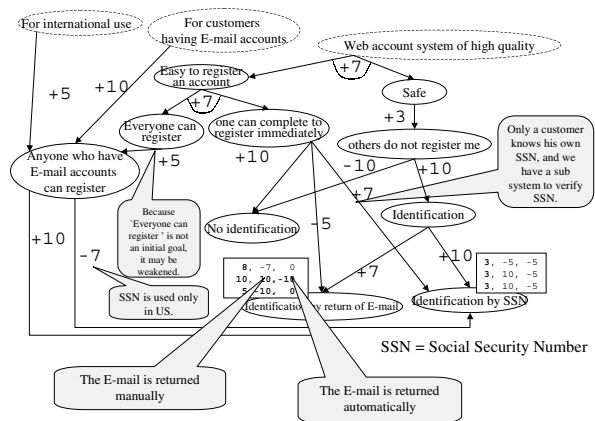 For international use
For customers
having E-mail accounts
Web account system of high quality
+7
Easy to register
an account
Safe
+5
+10
+7
+3
Everyone can
register
one can complete to
register immediately
others do not register me
Only a customer
knows his own
SSN, and we
have a sub
system to verify
SSN.
Anyone who have
E-mail accounts
can register
+5
+10
-10
+10
+7
Because
`Everyone can
register ' is not
an initial goal,
it may be
weakened.
No identification
-5
Identification
+10
-7
SSN is used only
in US.
+7
+10
8, -7, 0
10, 10,-10
5,-10, 0
3, -5, -5
3, 10, -5
3, 10, -5
Identification by return of E-mail
Identification by SSN
SSN = Social Security Number
The E-mail is returned
manually
The E-mail is returned
automatically